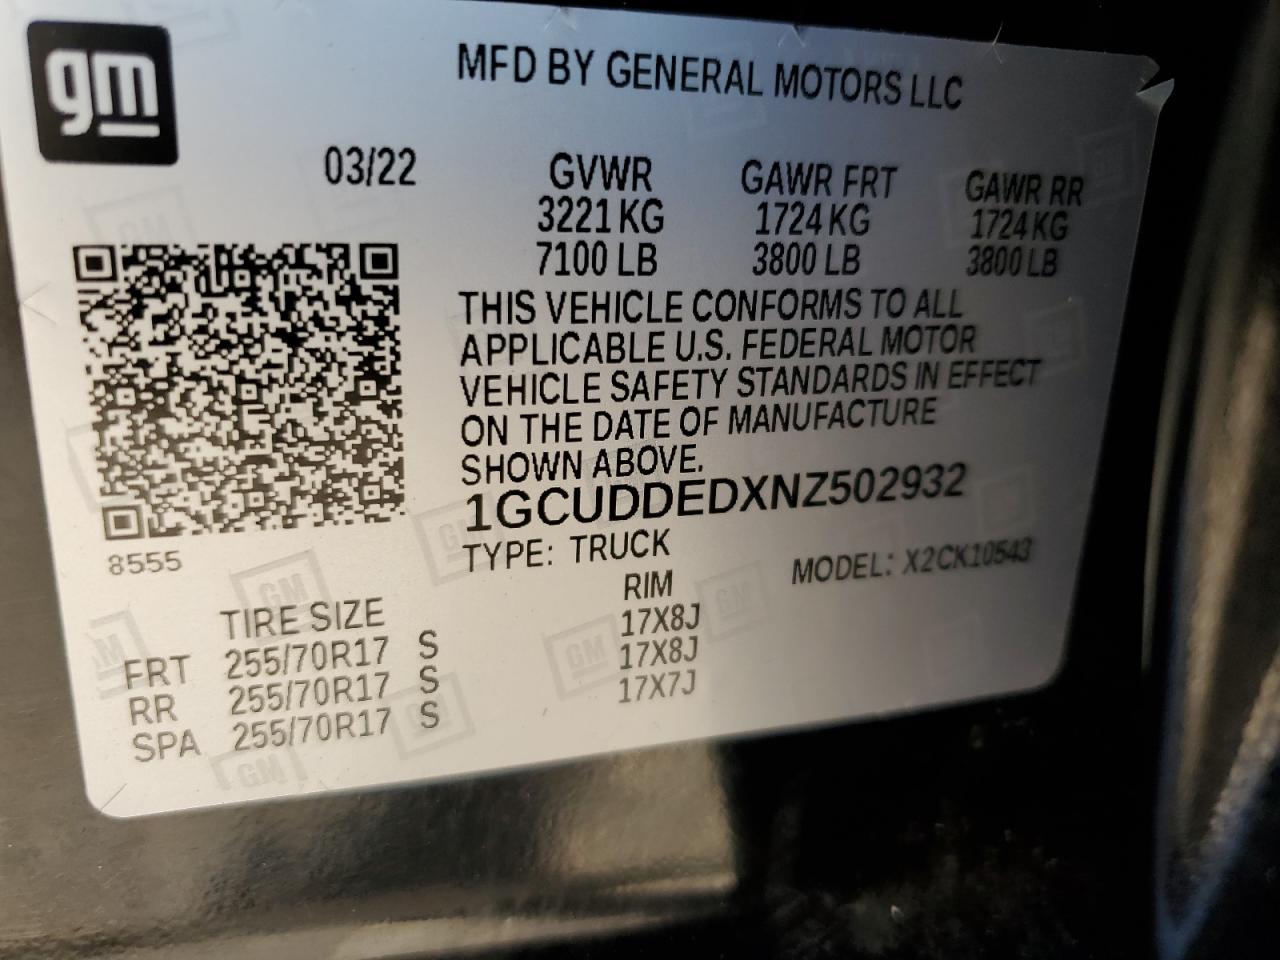 gm
MFD BY GENERAL MOTORS LLC
03/22 GVWR GAWR FRT GAWR RR
3221 KG 1724 KG 1724 KG
7100 LB 3800 LB 3800 LB
THIS VEHICLE CONFORMS TO ALL
APPLICABLE U.S. FEDERAL MOTOR
VEHICLE SAFETY STANDARDS IN EFFECT
ON THE DATE OF MANUFACTURE
SHOWN ABOVE.
1GCUDDEDXNZ502932
8555
TYPE: TRUCK MODEL: X2CK10543
TIRE SIZE RIM
FRT 255/70R17 S 17X8J
RR 255/70R17 S 17X8J
SPA 255/70R17 S 17X7J